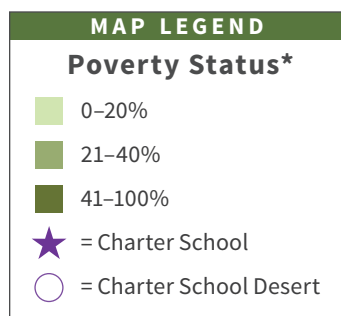 MAP LEGEND
Poverty Status*
0–20%
21–40%
41–100%
= Charter School
= Charter School Desert